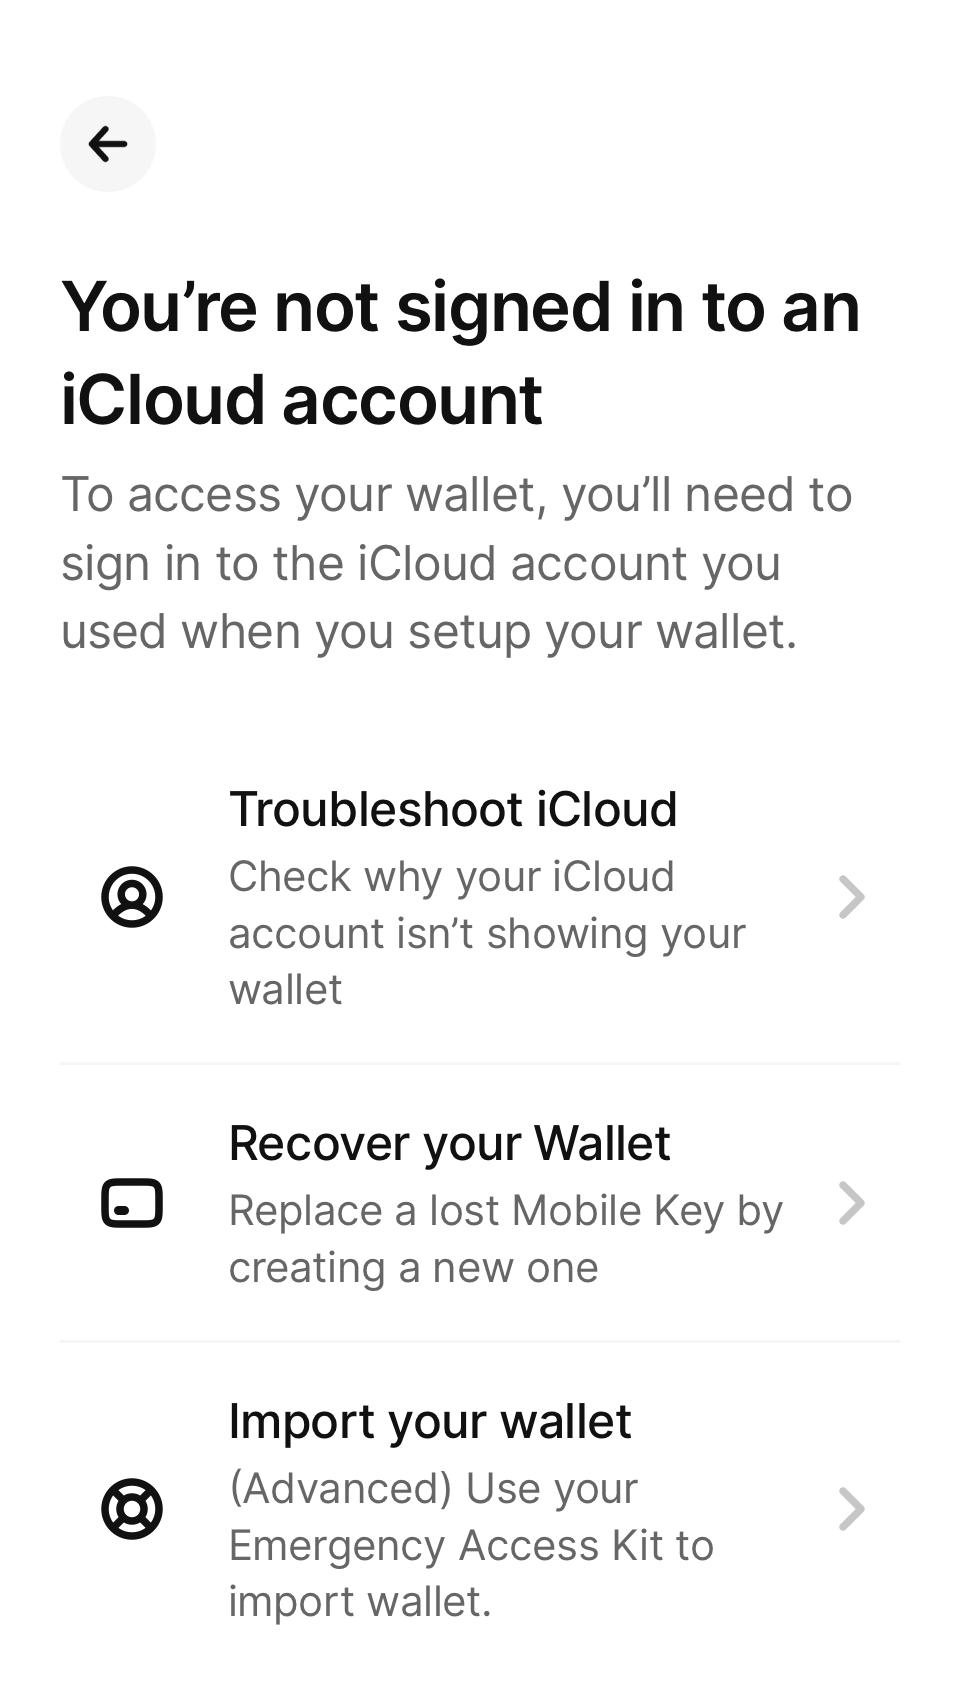 You’re not signed in to an
iCloud account
To access your wallet, you’ll need to
sign in to the iCloud account you
used when you setup your wallet.
Troubleshoot iCloud
Check why your iCloud
account isn’t showing your
wallet
Recover your Wallet
Replace a lost Mobile Key by
creating a new one
Import your wallet
(Advanced) Use your
Emergency Access Kit to
import wallet.